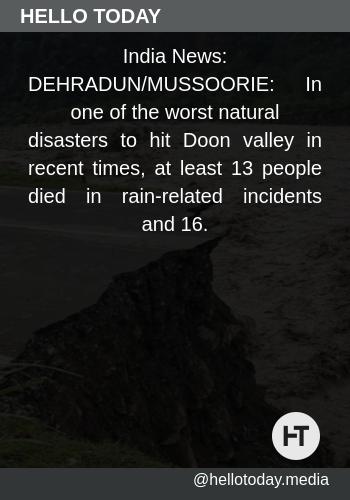 HELLO TODAY
India News:
DEHRADUN/MUSSOORIE: In
one of the worst natural
disasters to hit Doon valley in
recent times, at least 13 people
died in rain-related incidents
and 16.
HT
@hellotoday.media